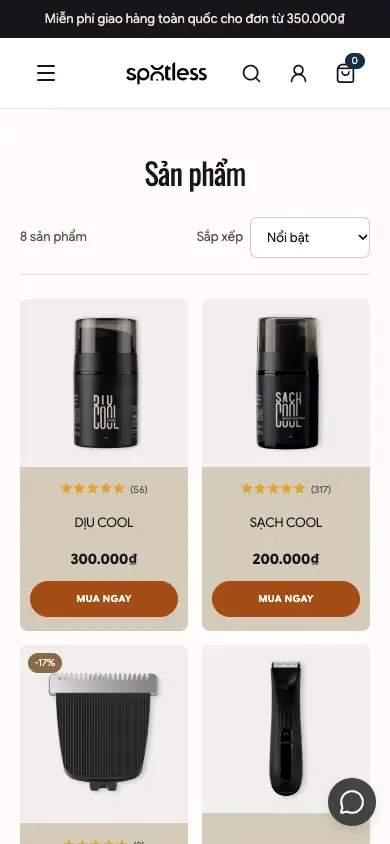 Miễn phí giao hàng toàn quốc cho đơn từ 350.000₫
spotless
0
Sản phẩm
8 sản phẩm
Sắp xếp
Nổi bật
DỊU
COOL
SẠCH
COOL
★★★★★ (56)
★★★★★ (317)
DỊU COOL
SẠCH COOL
300.000₫
200.000₫
MUA NGAY
MUA NGAY
-17%